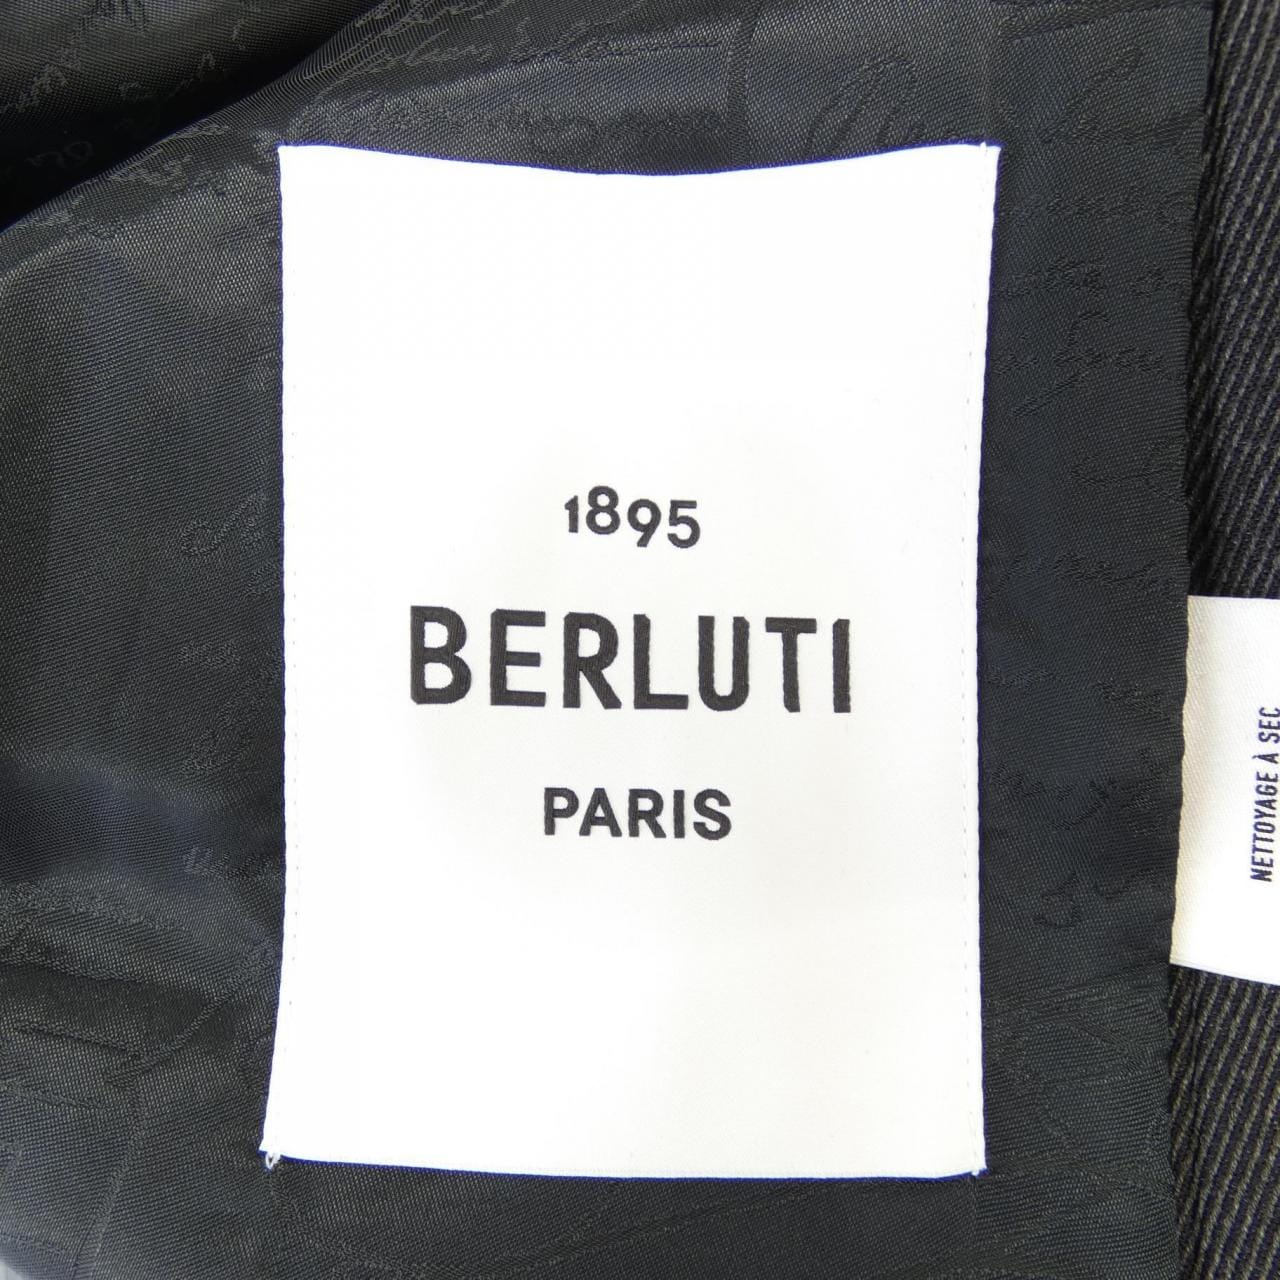 1895
BERLUTI
PARIS
NETTOYAGE À SEC